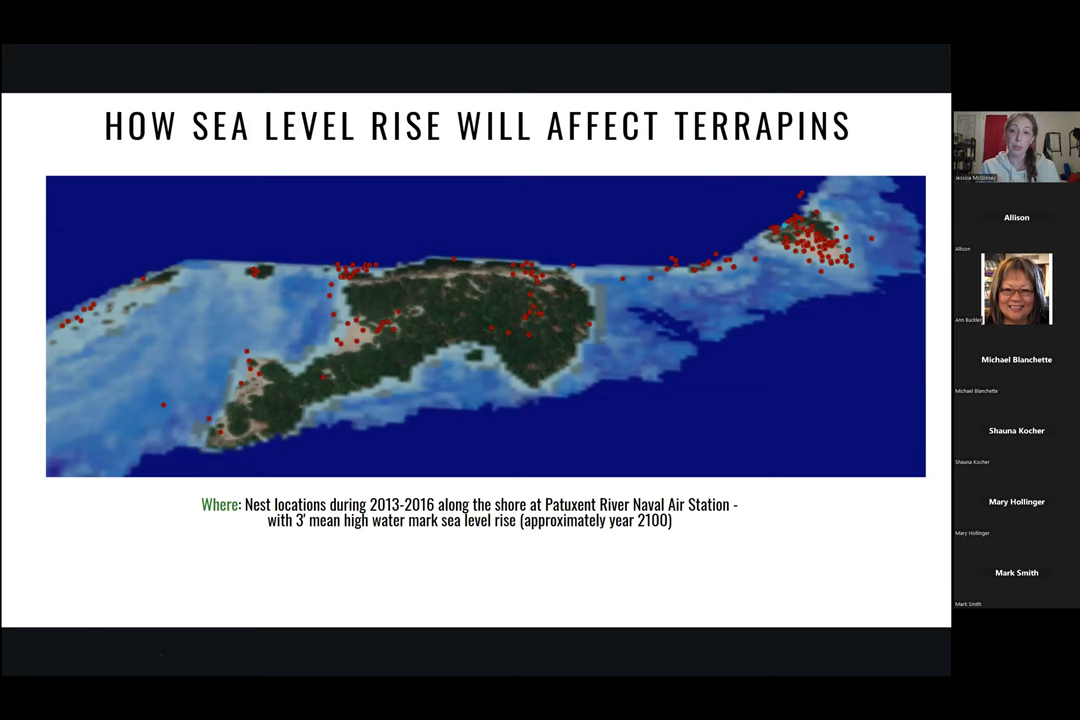 HOW SEA LEVEL RISE WILL AFFECT TERRAPINS
Where: Nest locations during 2013-2016 along the shore at Patuxent River Naval Air Station -
with 3' mean high water mark sea level rise (approximately year 2100)
Jessica McGlinsey
Allison
Allison
Ann Buckler
Michael Blanchette
Michael Blanchette
Shauna Kocher
Shauna Kocher
Mary Hollinger
Mary Hollinger
Mark Smith
Mark Smith